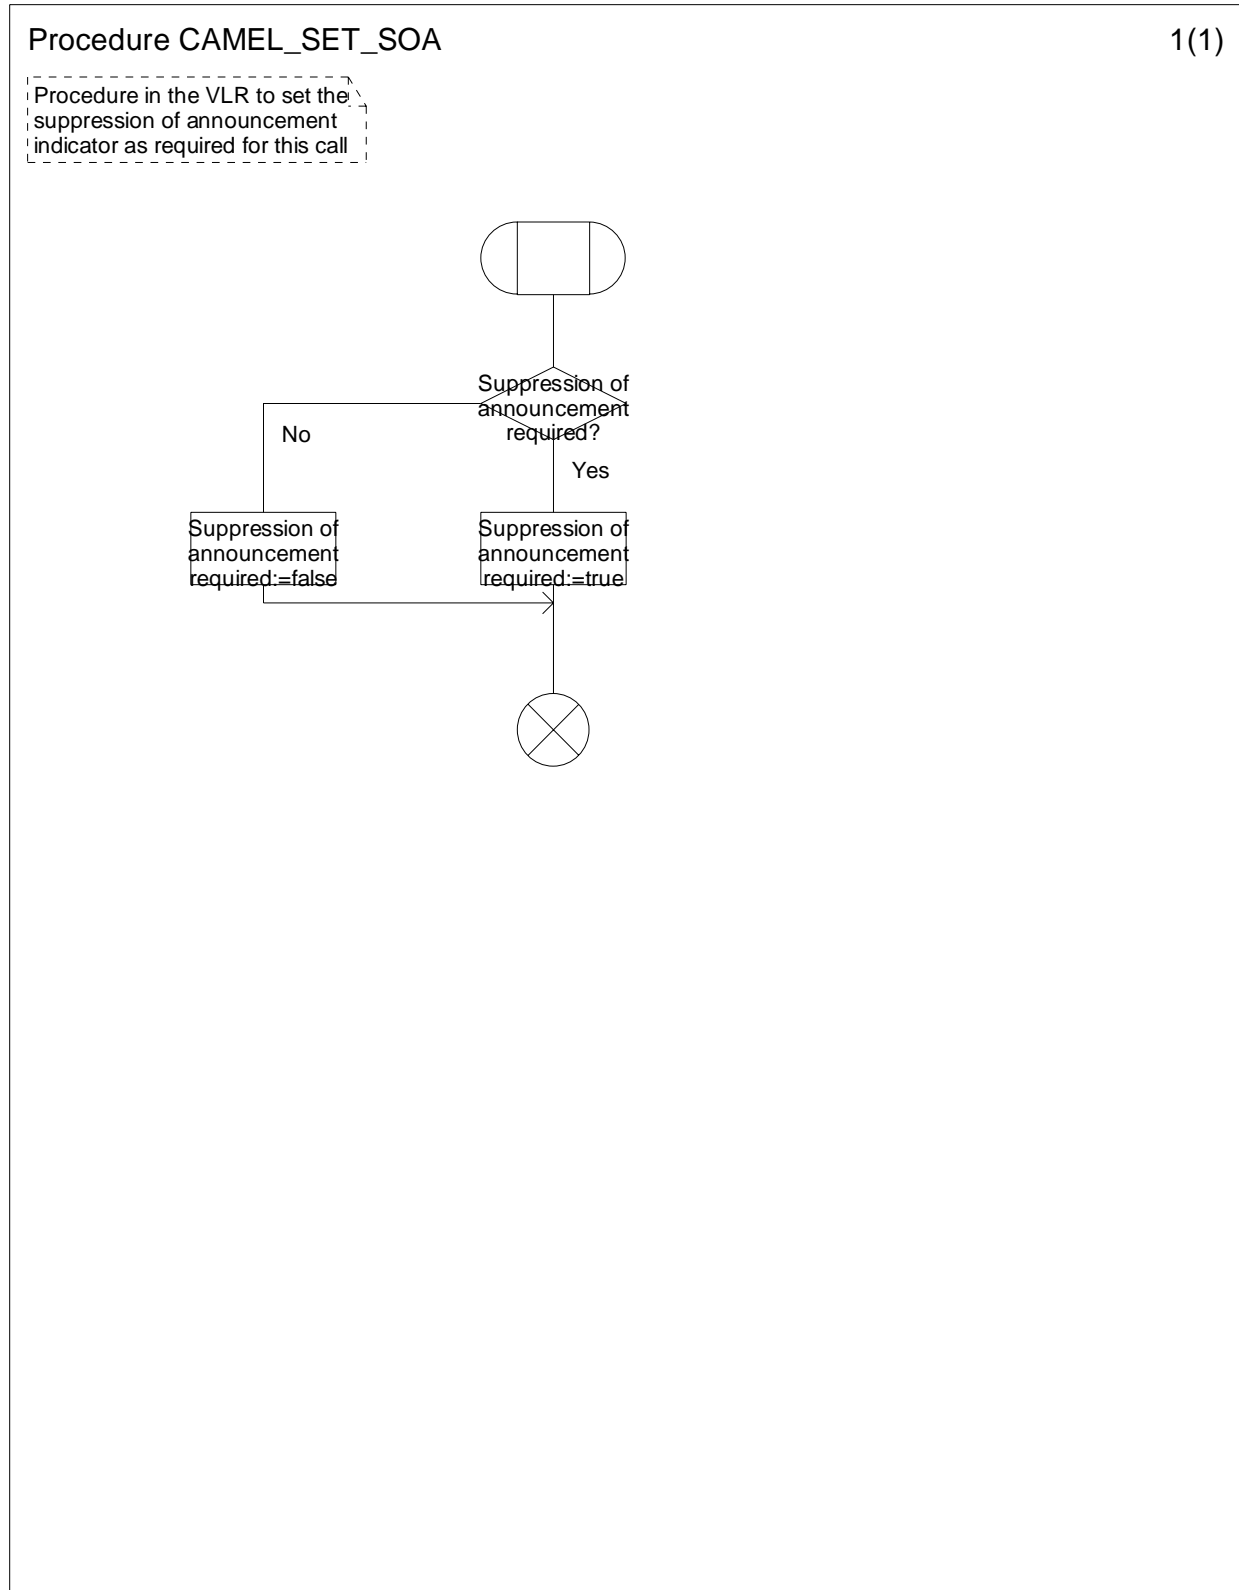 Procedure CAMEL_SET_SOA
1(1)
Procedure in the VLR to set the
suppression of announcement
indicator as required for this call
Suppression of
announcement
required?
No
Yes
Suppression of
announcement
required:=false
Suppression of
announcement
required:=true